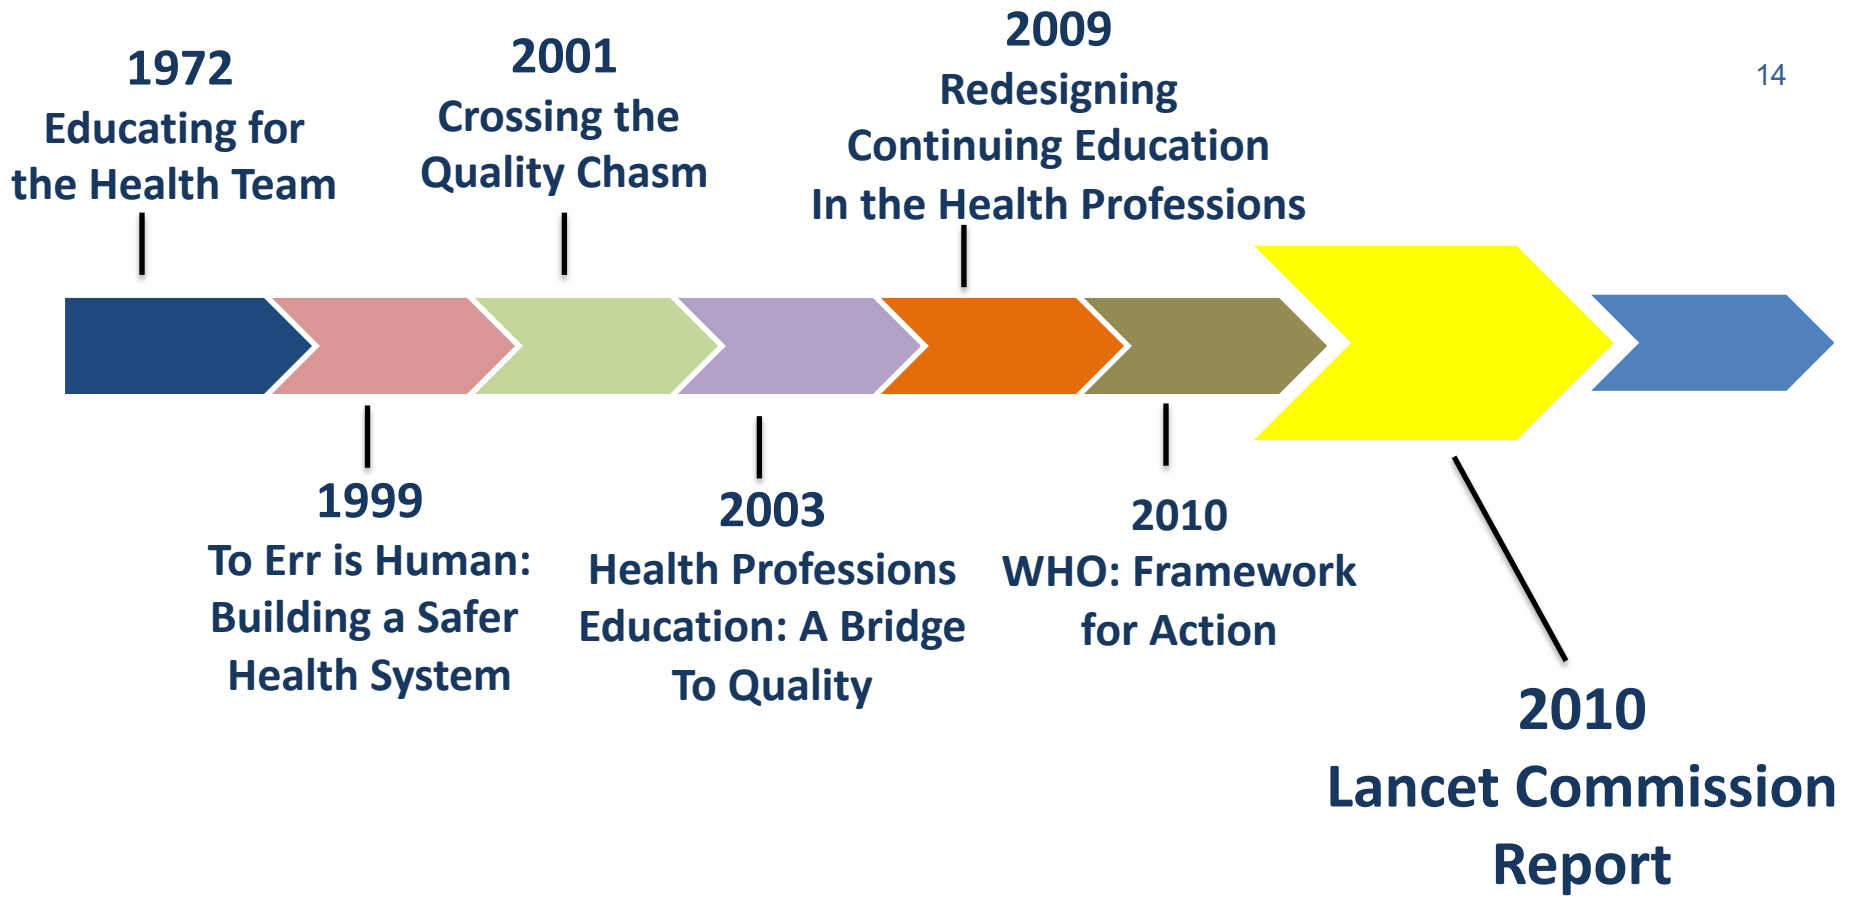 1972
Educating for
the Health Team
2001
Crossing the
Quality Chasm
2009
Redesigning
Continuing Education
In the Health Professions
14
1999
To Err is Human:
Building a Safer
Health System
2003
Health Professions
Education: A Bridge
To Quality
2010
WHO: Framework
for Action
2010
Lancet Commission
Report